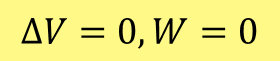 ΔV = 0, W = 0